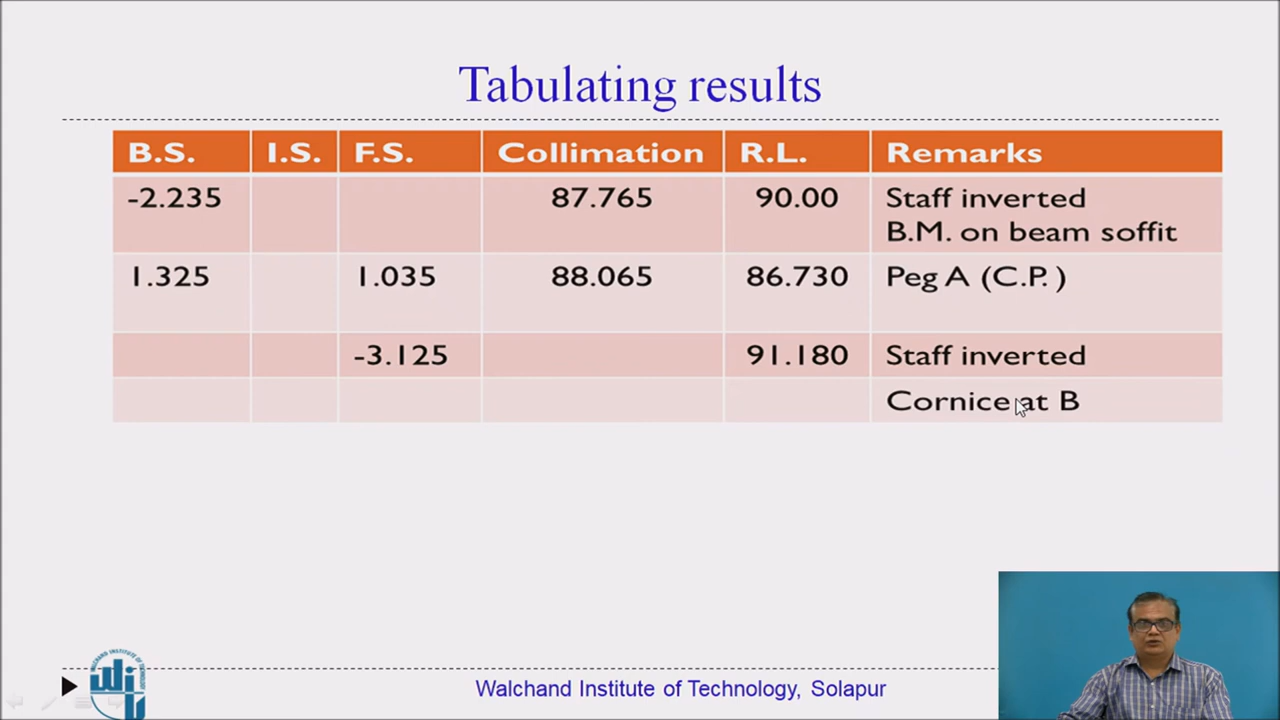 Tabulating results
B.S. I.S. F.S. Collimation R.L. Remarks
-2.235 87.765 90.00 Staff inverted
B.M. on beam soffit
1.325 1.035 88.065 86.730 Peg A (C.P. )
-3.125 91.180 Staff inverted
Cornice at B
Walchand Institute of Technology, Solapur